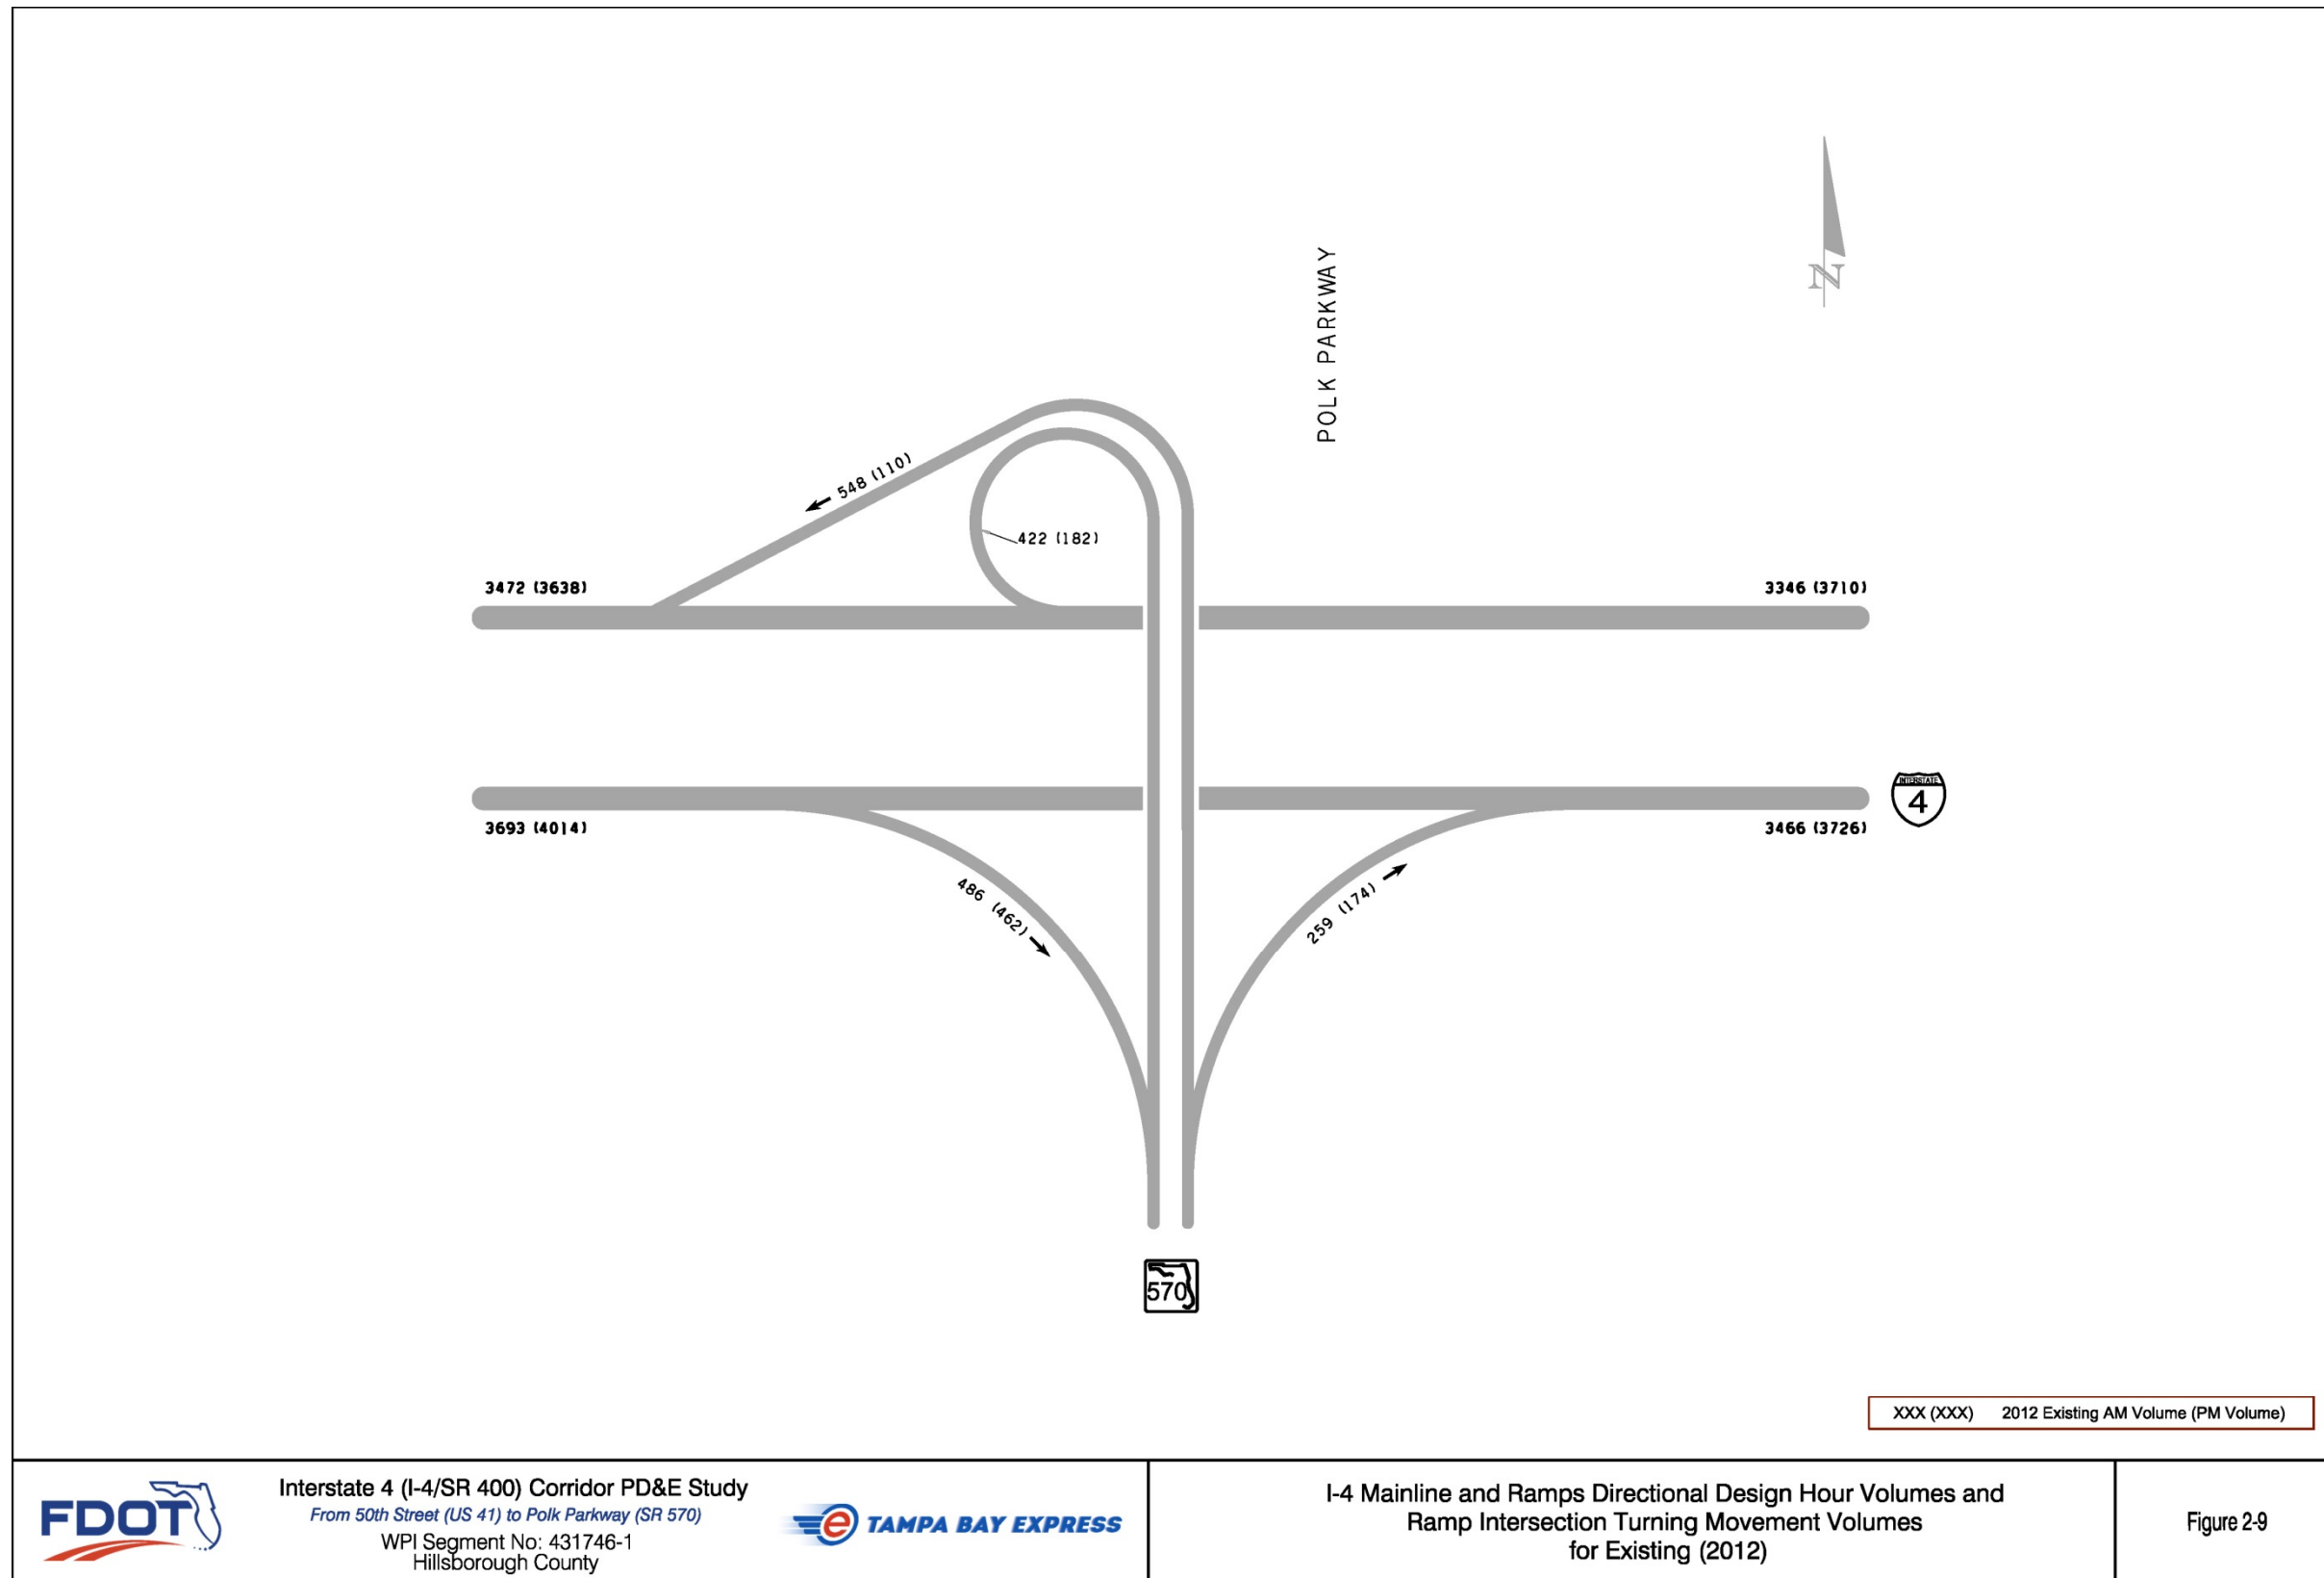 POLK PARKWAY
N
548 (110)
422 (182)
3472 (3638)
3346 (3710)
INTERSTATE
4
3693 (4014)
3466 (3726)
486 (462)
259 (174)
570
XXX (XXX) 2012 Existing AM Volume (PM Volume)
FDOT
Interstate 4 (I-4/SR 400) Corridor PD&E Study
From 50th Street (US 41) to Polk Parkway (SR 570)
WPI Segment No: 431746-1
Hillsborough County
e TAMPA BAY EXPRESS
I-4 Mainline and Ramps Directional Design Hour Volumes and
Ramp Intersection Turning Movement Volumes
for Existing (2012)
Figure 2-9